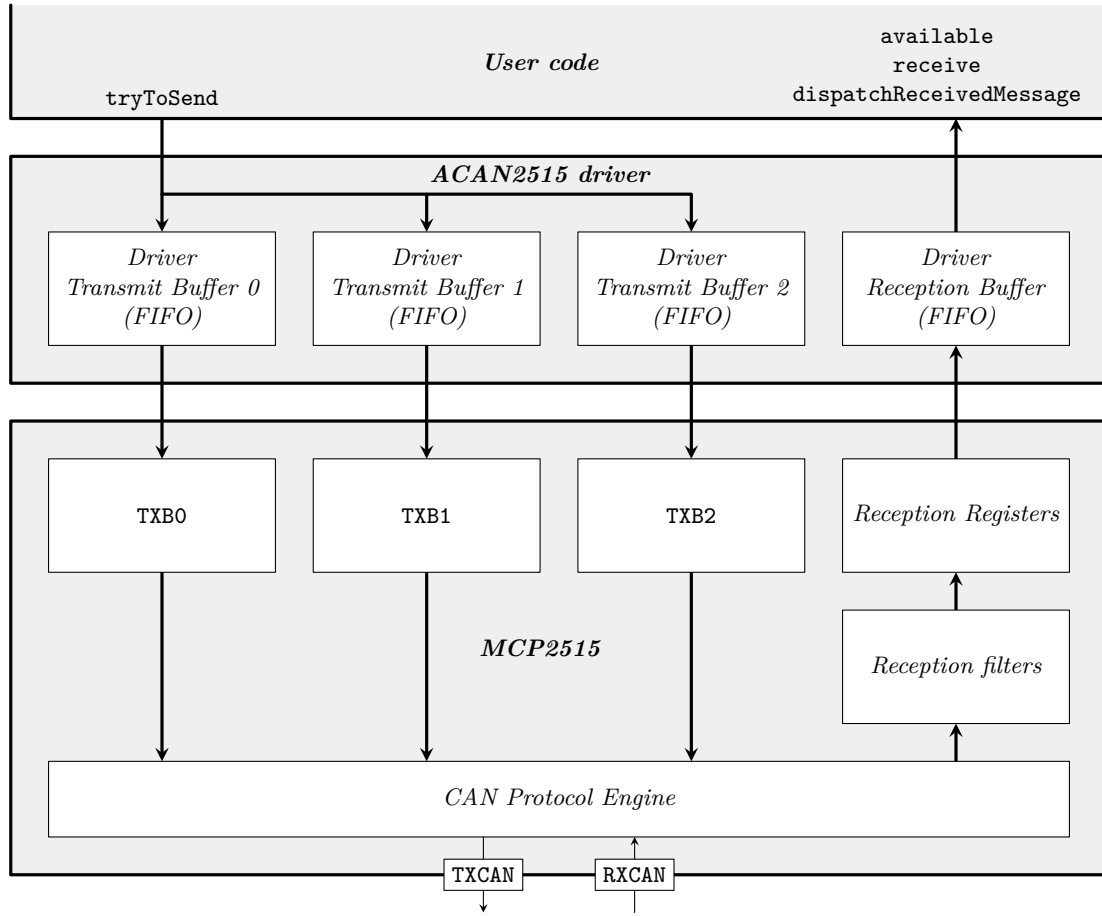 available
User code
receive
tryToSend
dispatchReceivedMessage
ACAN2515 driver
Driver
Transmit Buffer 0
(FIFO)
Driver
Transmit Buffer 1
(FIFO)
Driver
Transmit Buffer 2
(FIFO)
Driver
Reception Buffer
(FIFO)
TXB0
TXB1
TXB2
Reception Registers
MCP2515
Reception filters
CAN Protocol Engine
TXCAN
RXCAN